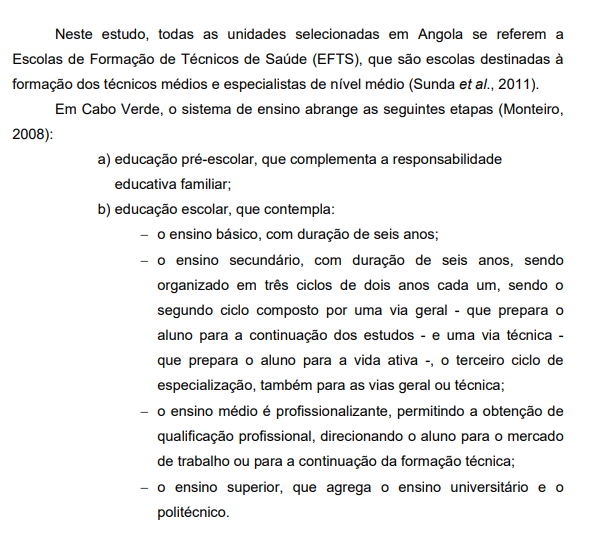 Neste estudo, todas as unidades selecionadas em Angola se referem a
Escolas de Formação de Técnicos de Saúde (EFTS), que são escolas destinadas à
formação dos técnicos médios e especialistas de nível médio (Sunda et al., 2011).
Em Cabo Verde, o sistema de ensino abrange as seguintes etapas (Monteiro,
2008):
a) educação pré-escolar, que complementa a responsabilidade
educativa familiar;
b) educação escolar, que contempla:
− o ensino básico, com duração de seis anos;
− o ensino secundário, com duração de seis anos, sendo
organizado em três ciclos de dois anos cada um, sendo o
segundo ciclo composto por uma via geral - que prepara o
aluno para a continuação dos estudos - e uma via técnica -
que prepara o aluno para a vida ativa -, o terceiro ciclo de
especialização, também para as vias geral ou técnica;
− o ensino médio é profissionalizante, permitindo a obtenção de
qualificação profissional, direcionando o aluno para o mercado
de trabalho ou para a continuação da formação técnica;
− o ensino superior, que agrega o ensino universitário e o
politécnico.